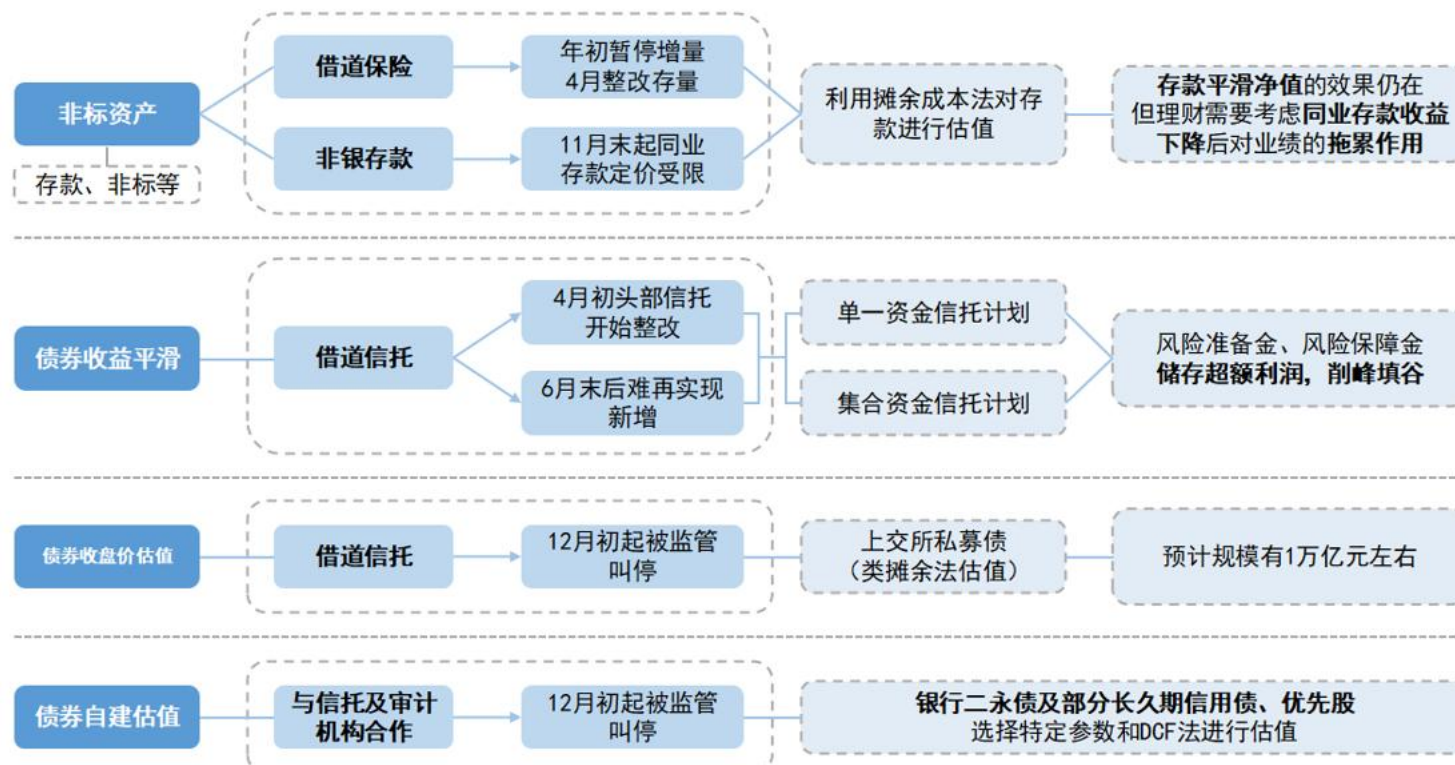 非标资产
存款、非标等
借道保险
年初暂停增量
4月整改存量
非银存款
11月末起同业
存款定价受限
利用摊余成本法对存
款进行估值
存款平滑净值的效果仍在
但理财需要考虑同业存款收益
下降后对业绩的拖累作用
债券收益平滑
借道信托
4月初头部信托
开始整改
6月末后难再实现
新增
单一资金信托计划
集合资金信托计划
风险准备金、风险保障金
储存超额利润，削峰填谷
债券收盘价估值
借道信托
12月初起被监管
叫停
上交所私募债
（类摊余法估值）
预计规模有1万亿元左右
债券自建估值
与信托及审计
机构合作
12月初起被监管
叫停
银行二永债及部分长久期信用债、优先股
选择特定参数和DCF法进行估值